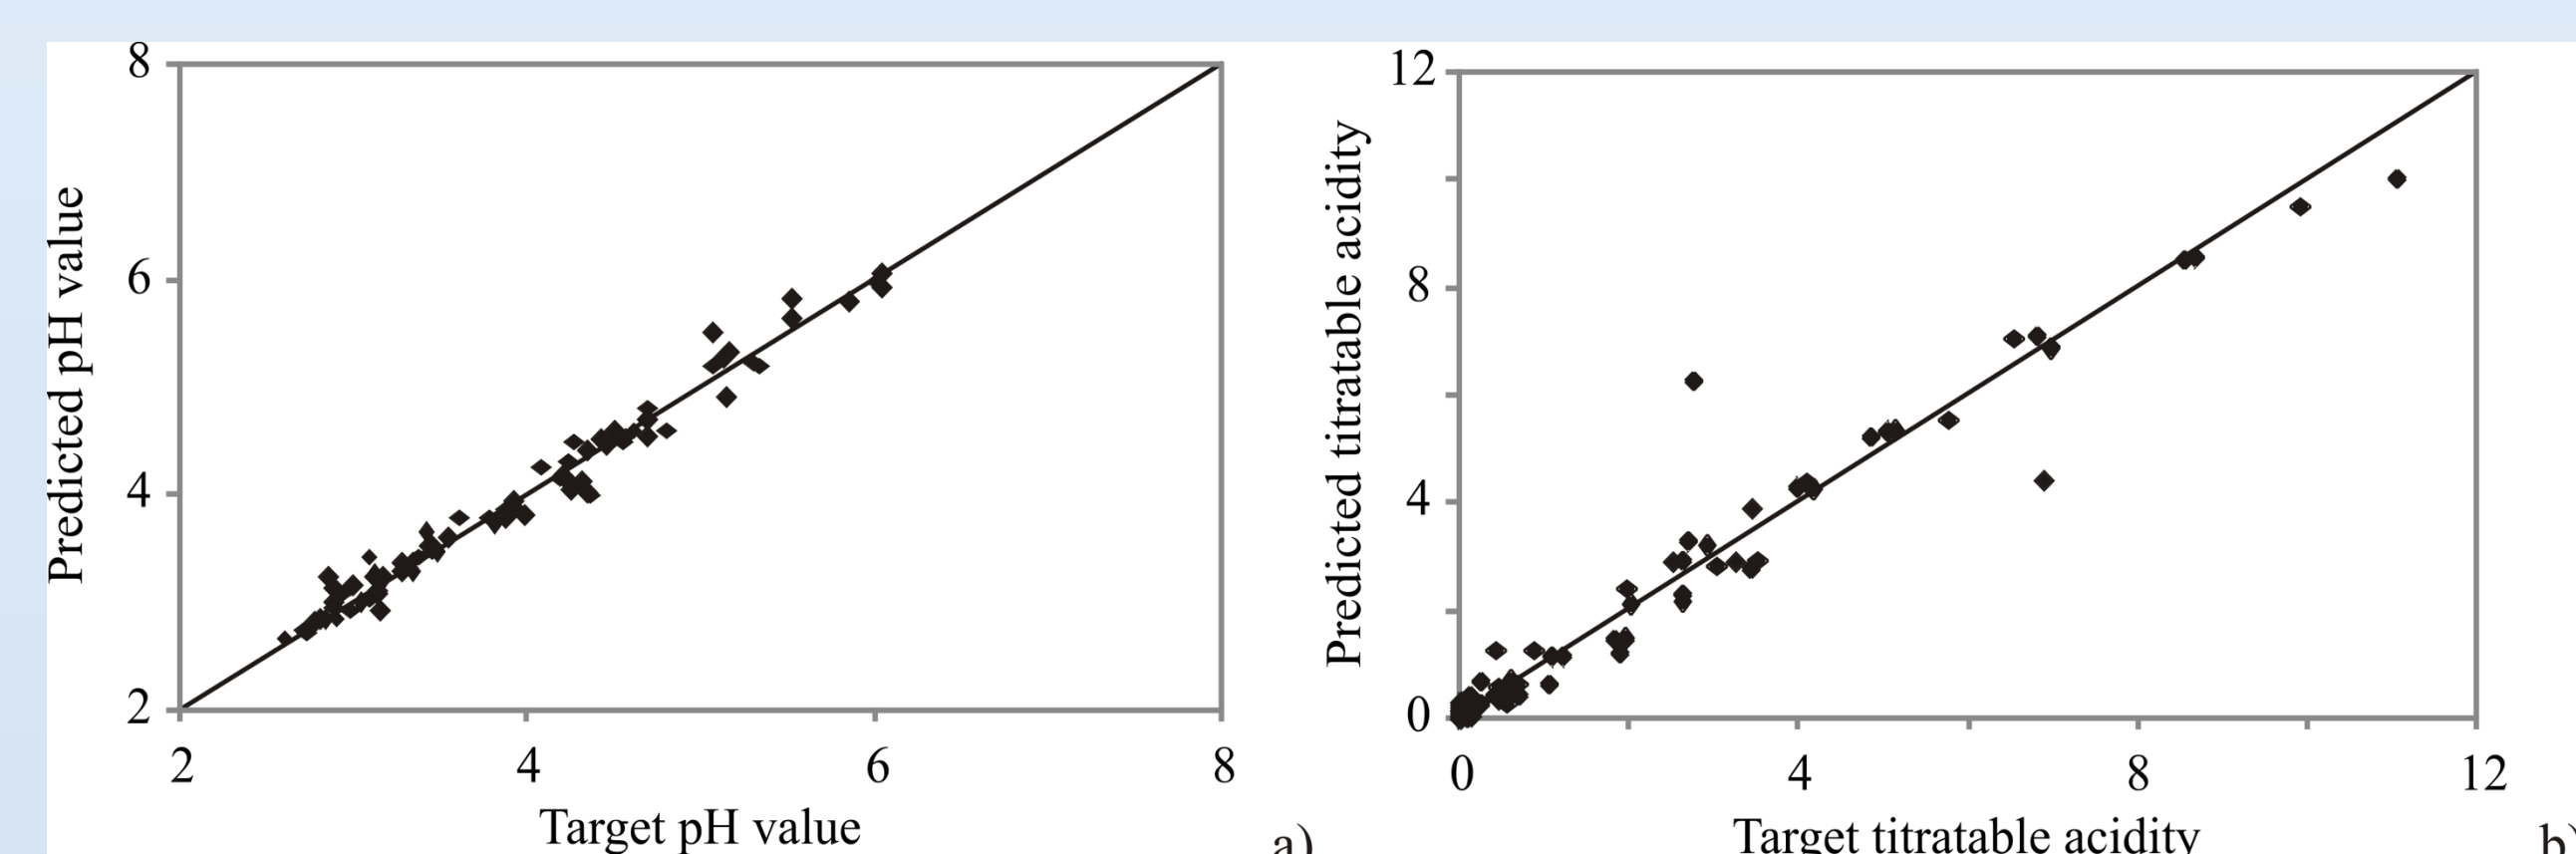 8
6
4
2
Predicted pH value
2 4 6 8
Target pH value
a)
12
8
4
0
Predicted titratable acidity
0 4 8 12
Target titratable acidity
b)